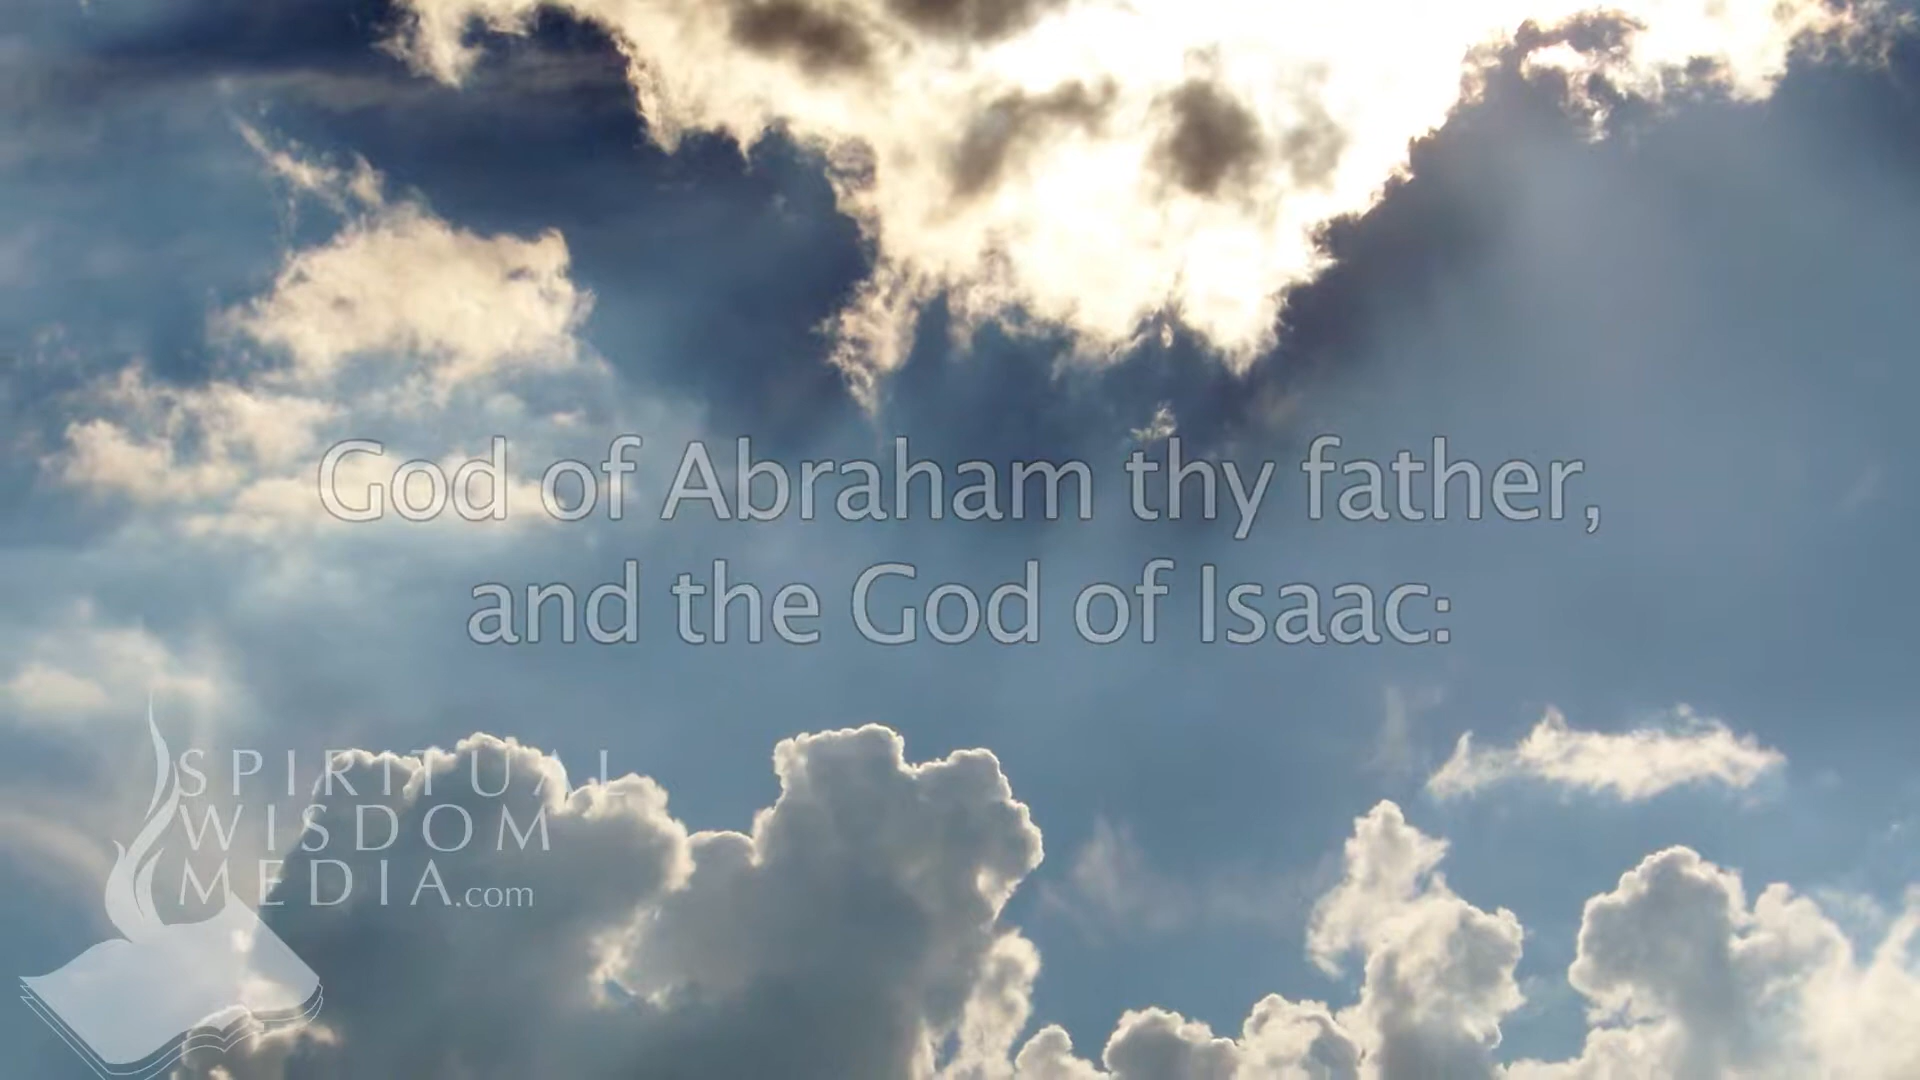 God of Abraham thy father,
and the God of Isaac:
SPIRITUAL
WISDOM
MEDIA.com